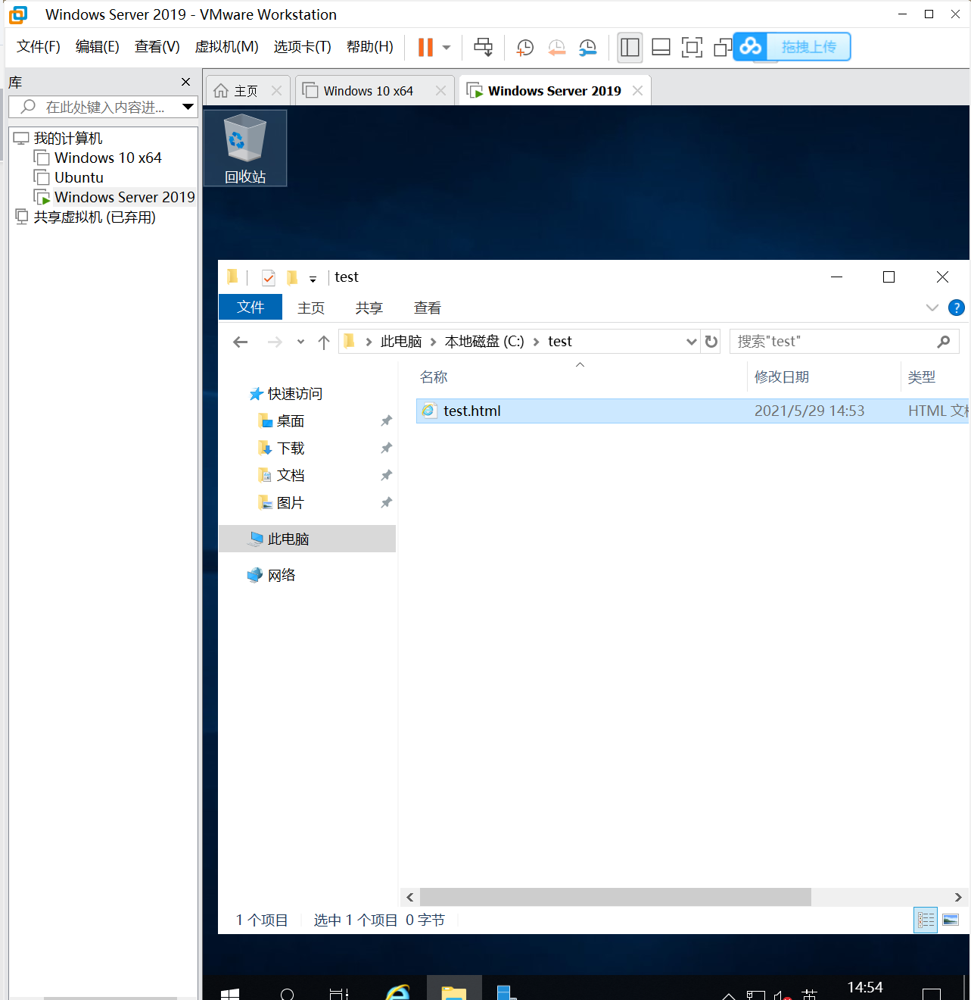 Windows Server 2019 - VMware Workstation
文件(F) 编辑(E) 查看(V) 虚拟机(M) 选项卡(T) 帮助(H) 拖拽上传
库
在此处键入内容进...
我的计算机
Windows 10 x64
Ubuntu
Windows Server 2019
共享虚拟机 (已弃用)
主页 Windows 10 x64 Windows Server 2019
回收站
test
文件 主页 共享 查看
此电脑 本地磁盘 (C:) test 搜索"test"
名称 修改日期 类型
test.html 2021/5/29 14:53 HTML 文
快速访问
桌面
下载
文档
图片
此电脑
网络
1 个项目 选中 1 个项目 0 字节
英 14:54